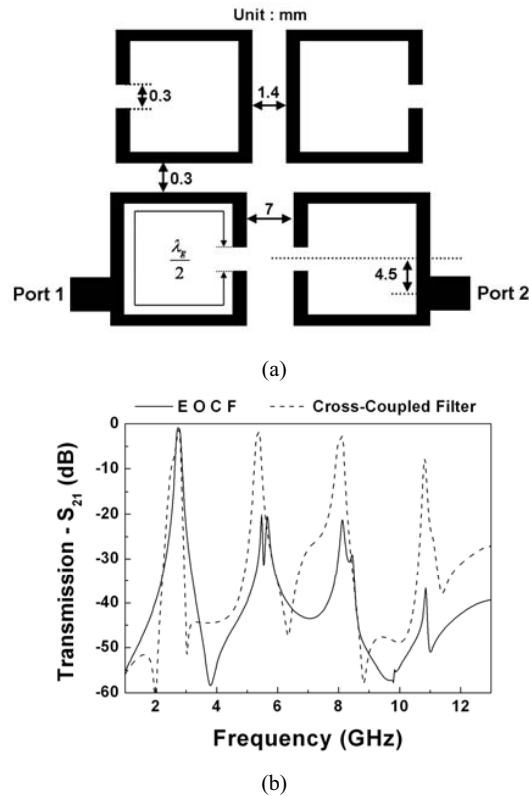 Unit : mm
0.3
1.4
0.3
7
λg/2
4.5
Port 1
Port 2
(a)
E O C F
Cross-Coupled Filter
Transmission - S21 (dB)
0
-10
-20
-30
-40
-50
-60
2
4
6
8
10
12
Frequency (GHz)
(b)